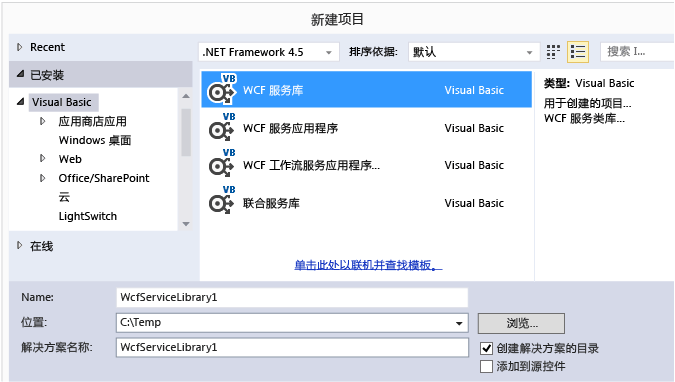 新建项目
Recent
.NET Framework 4.5
排序依据:
默认
搜索 I...
已安装
Visual Basic
应用商店应用
Windows 桌面
Web
Office/SharePoint
云
LightSwitch
在线
VB
WCF 服务库
Visual Basic
VB
WCF 服务应用程序
Visual Basic
VB
WCF 工作流服务应用程序...
Visual Basic
VB
联合服务库
Visual Basic
单击此处以联机并查找模板。
类型: Visual Basic
用于创建的项目...
WCF 服务类库...
Name:
WcfServiceLibrary1
位置:
C:\Temp
浏览...
解决方案名称:
WcfServiceLibrary1
创建解决方案的目录
添加到源控件